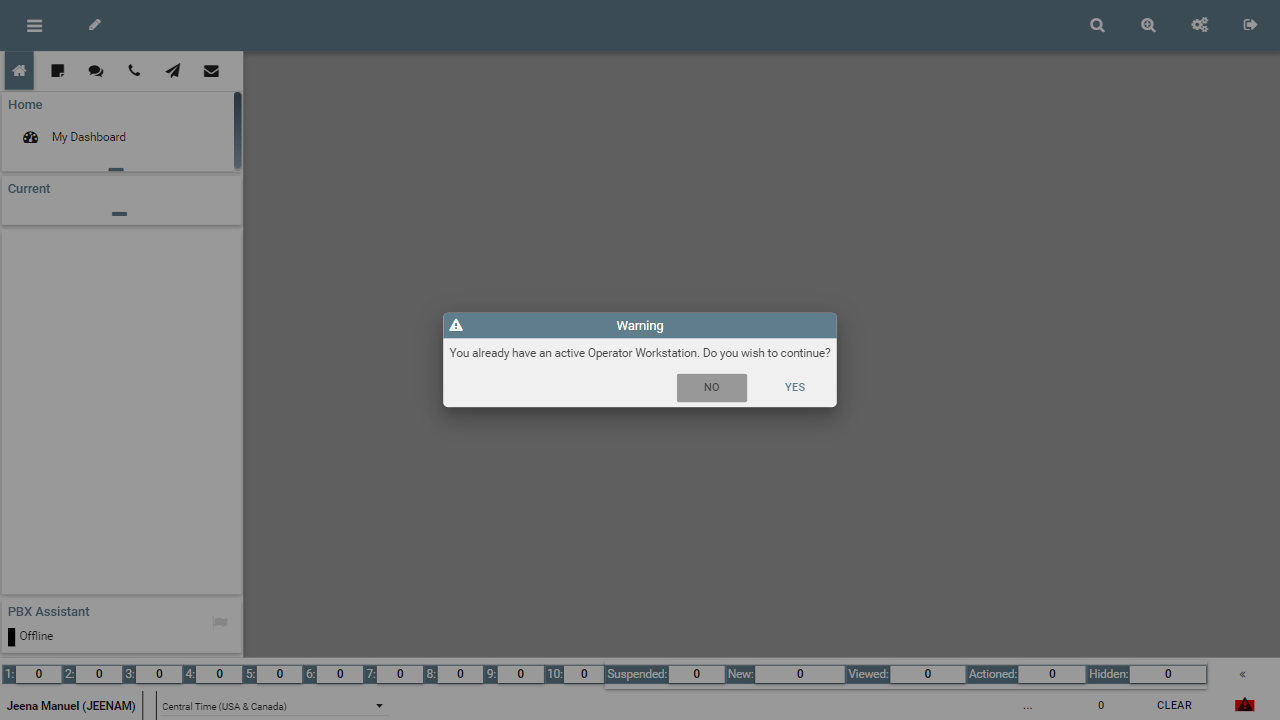 Home
My Dashboard
Current
Warning
You already have an active Operator Workstation. Do you wish to continue?
NO YES
PBX Assistant
Offline
1: 0 2: 0 3: 0 4: 0 5: 0 6: 0 7: 0 8: 0 9: 0 10: 0 Suspended: 0 New: 0 Viewed: 0 Actioned: 0 Hidden: 0 «
Jeena Manuel (JEENAM) Central Time (USA & Canada) ... 0 CLEAR